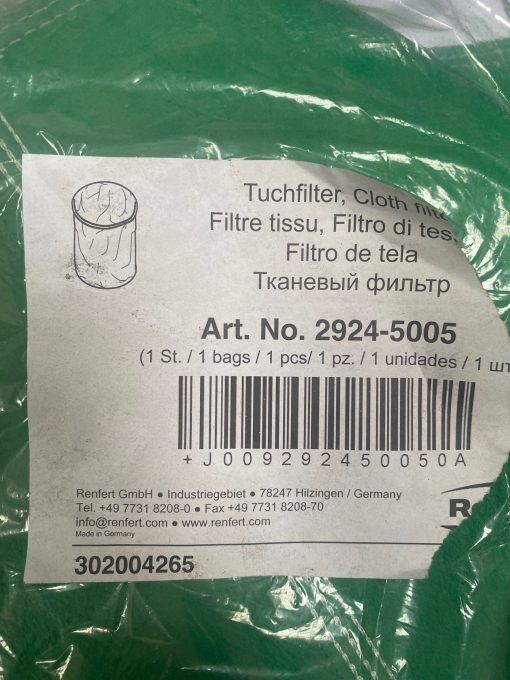 Tuchfilter, Cloth
Filtre tissu, Filtro di
Filtro de tela
Тканевый фильтр
Art. No. 2924-5005
(1 St. / 1 bags / 1 pcs/ 1 pz. / 1 unidades / 1 шт
+J009292450050A
Renfert GmbH ● Industriegebiet ● 78247 Hilzingen / Germany
Tel. +49 7731 8208-0 ● Fax +49 7731 8208-70
info@renfert.com ● www.renfert.com
Made in Germany
302004265